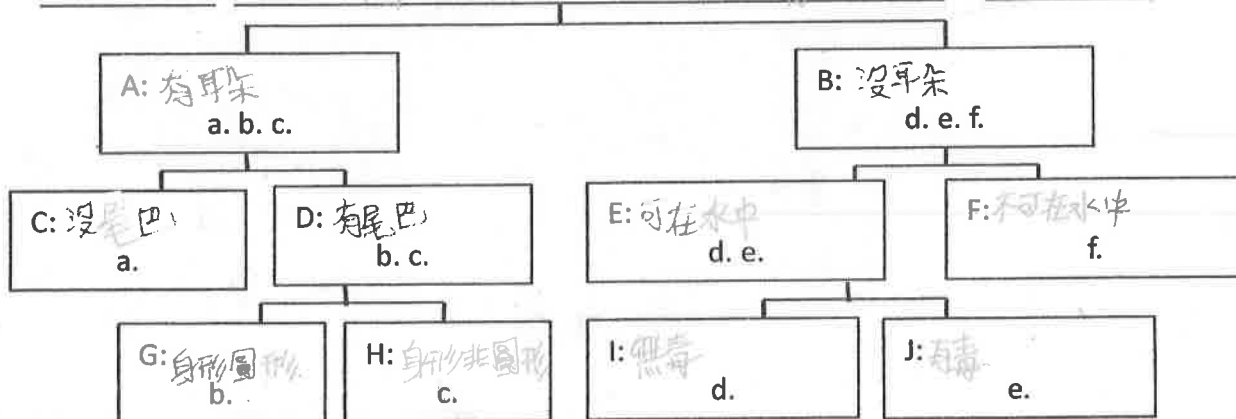 A: 有耳朵
a. b. c.
B: 沒耳朵
d. e. f.
C: 沒尾巴
a.
D: 有尾巴
b. c.
E: 可在水中
d. e.
F: 不可在水中
f.
G: 身形圓形
b.
H: 身形非圓形
c.
I: 無毒
d.
J: 有毒
e.